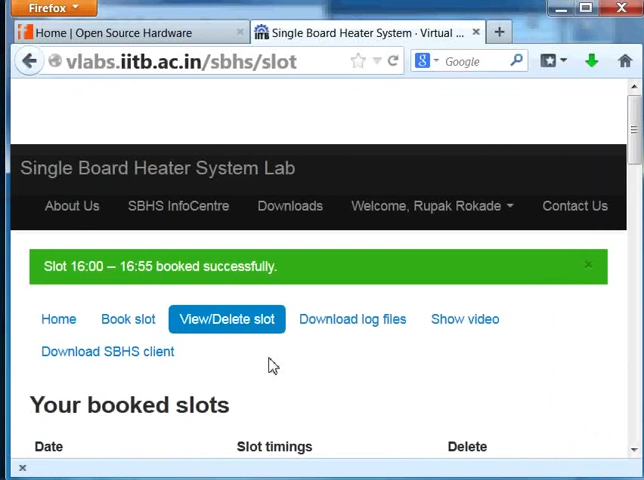 Firefox
Home | Open Source Hardware
Single Board Heater System - Virtual ...
vlabs.iitb.ac.in/sbhs/slot
Google
Single Board Heater System Lab
About Us
SBHS InfoCentre
Downloads
Welcome, Rupak Rokade
Contact Us
Slot 16:00 – 16:55 booked successfully.
×
Home
Book slot
View/Delete slot
Download log files
Show video
Download SBHS client
Your booked slots
Date
Slot timings
Delete